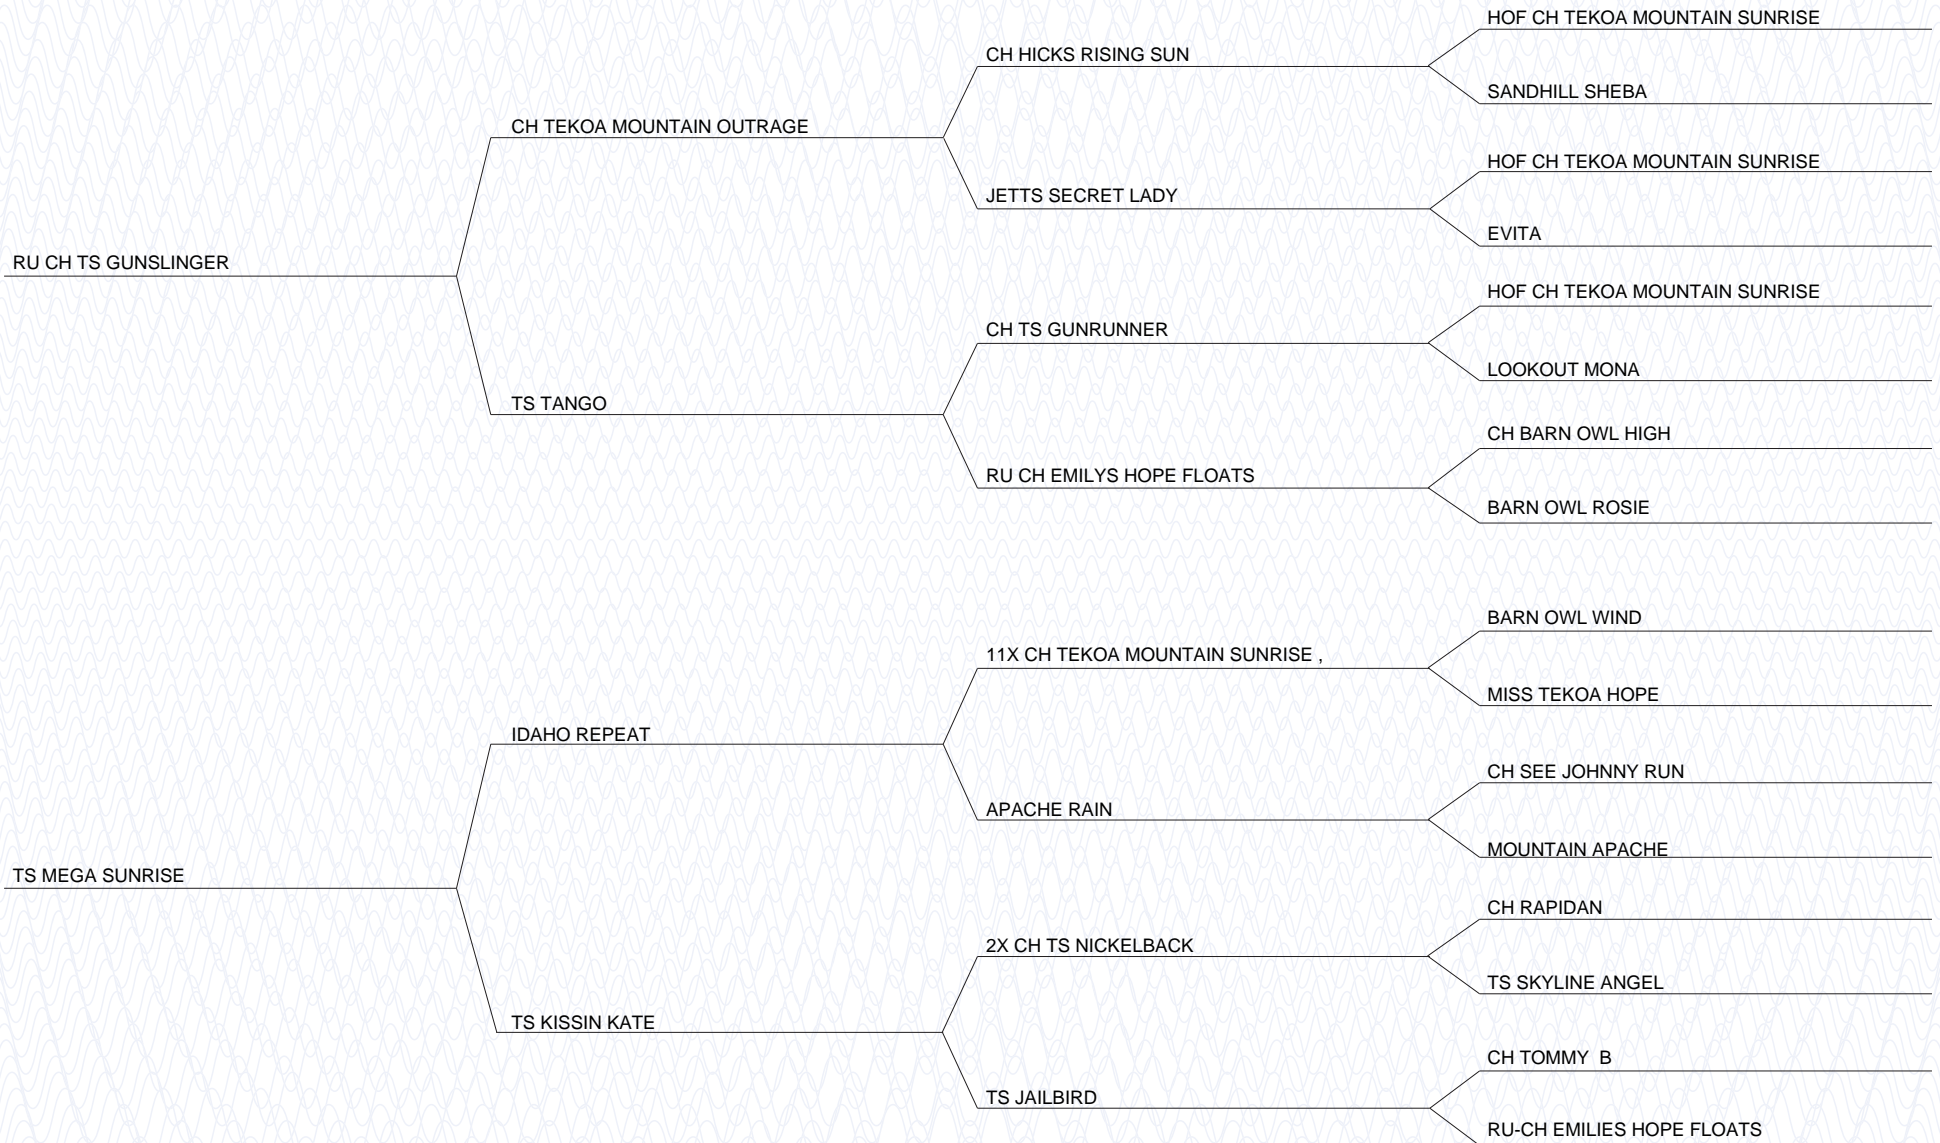 HOF CH TEKOA MOUNTAIN SUNRISE
CH HICKS RISING SUN
SANDHILL SHEBA
CH TEKOA MOUNTAIN OUTRAGE
HOF CH TEKOA MOUNTAIN SUNRISE
JETTS SECRET LADY
EVITA
RU CH TS GUNSLINGER
HOF CH TEKOA MOUNTAIN SUNRISE
CH TS GUNRUNNER
LOOKOUT MONA
TS TANGO
CH BARN OWL HIGH
RU CH EMILYS HOPE FLOATS
BARN OWL ROSIE
BARN OWL WIND
11X CH TEKOA MOUNTAIN SUNRISE ,
MISS TEKOA HOPE
IDAHO REPEAT
CH SEE JOHNNY RUN
APACHE RAIN
MOUNTAIN APACHE
TS MEGA SUNRISE
CH RAPIDAN
2X CH TS NICKELBACK
TS SKYLINE ANGEL
TS KISSIN KATE
CH TOMMY  B
TS JAILBIRD
RU-CH EMILIES HOPE FLOATS